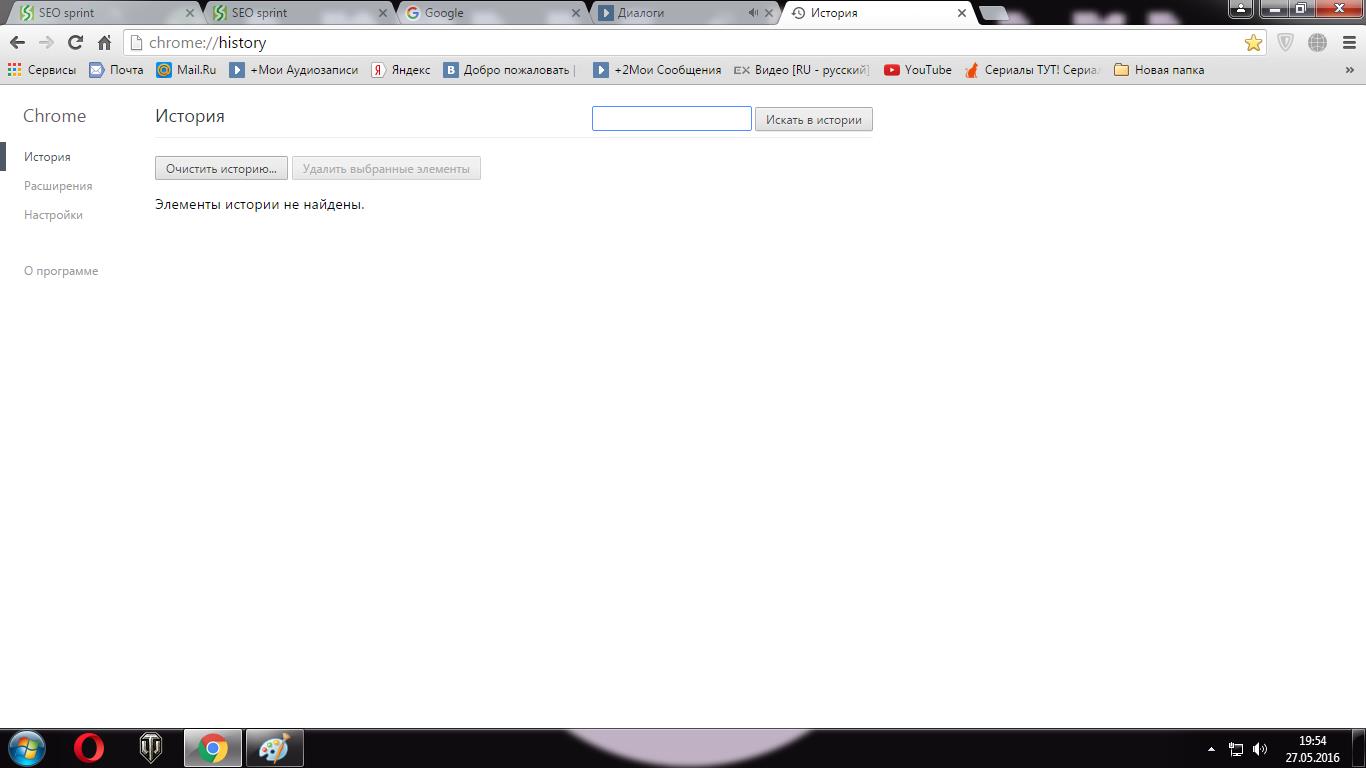 SEO sprint
SEO sprint
Google
Диалоги
История
chrome://history
Сервисы
Почта
Mail.Ru
+Мои Аудиозаписи
Яндекс
Добро пожаловать |
+2Мои Сообщения
EX Видео [RU - русский]
YouTube
Сериалы ТУТ! Сериа
Новая папка
»
Chrome
История
Искать в истории
История
Очистить историю...
Удалить выбранные элементы
Расширения
Элементы истории не найдены.
Настройки
О программе
19:54
27.05.2016